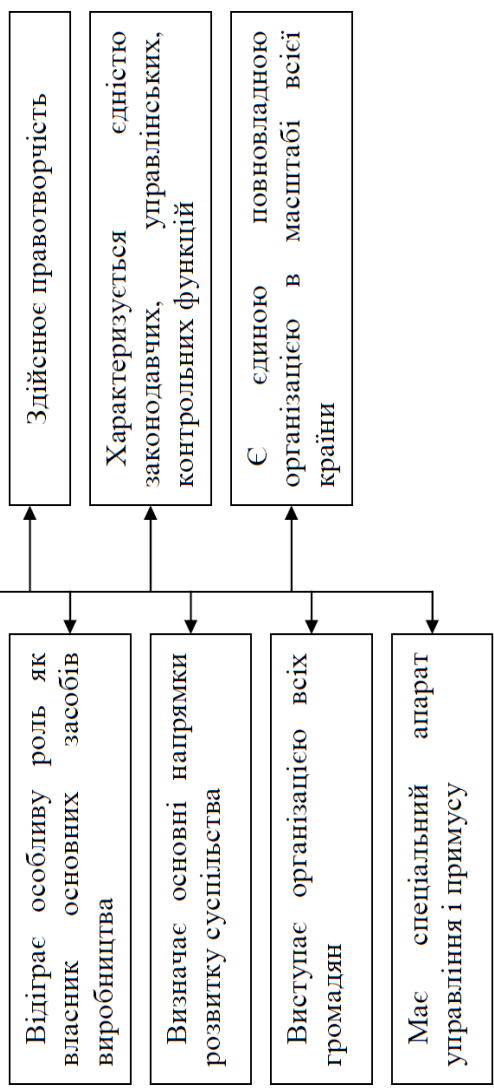 Здійснює правотворчість
Характеризується єдністю
законодавчих, управлінських,
контрольних функцій
Є єдиною повновладною
організацією в масштабі всієї
країни
Відіграє особливу роль як
власник основних засобів
виробництва
Визначає основні напрямки
розвитку суспільства
Виступає організацією всіх
громадян
Має спеціальний апарат
управління і примусу